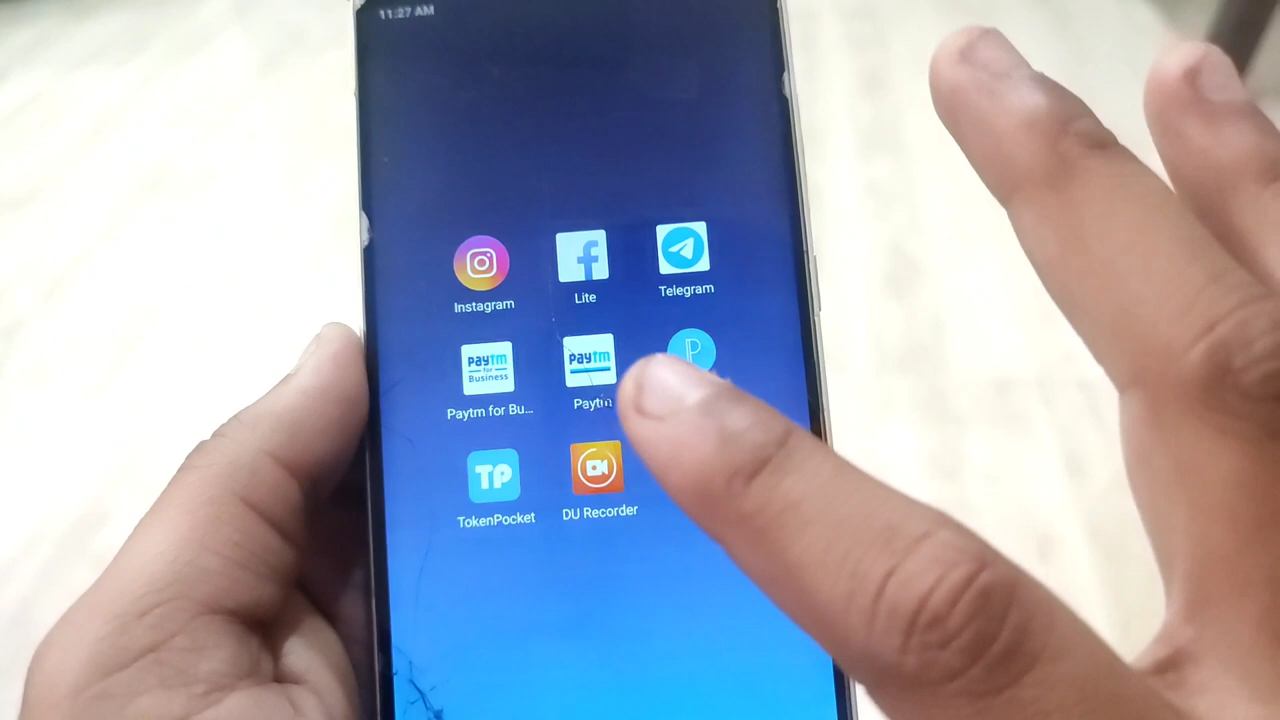 11:27 AM
Instagram
Lite
Telegram
Paytm
for
Business
Paytm
P
Paytm for Bu...
Paytm
TP
TokenPocket
DU Recorder